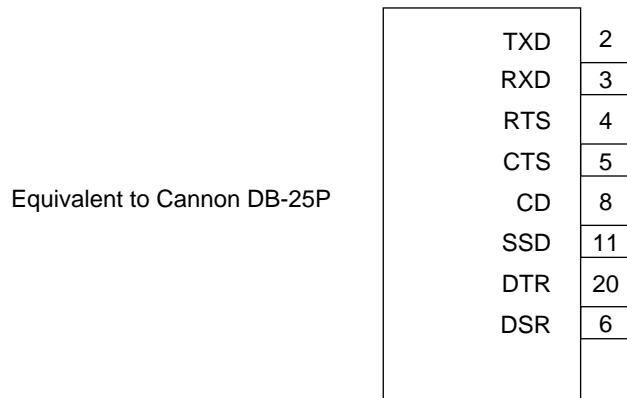 TXD 2
RXD 3
RTS 4
CTS 5
Equivalent to Cannon DB-25P
CD 8
SSD 11
DTR 20
DSR 6